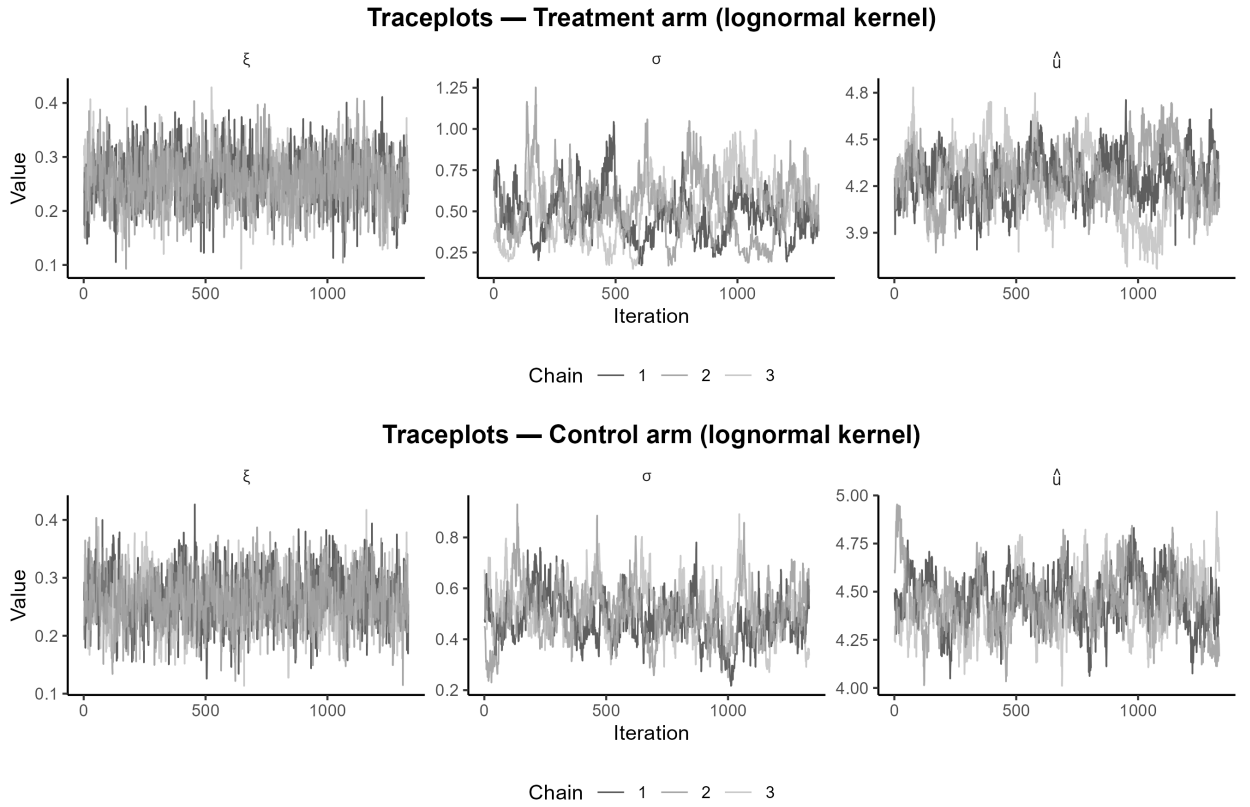 Traceplots — Treatment arm (lognormal kernel)
ξ σ û
Value
0.4
0.3
0.2
0.1
0 500 1000
1.25
1.00
0.75
0.50
0.25
0 500 1000
4.8
4.5
4.2
3.9
0 500 1000
Iteration
Chain 1 2 3
Traceplots — Control arm (lognormal kernel)
ξ σ û
Value
0.4
0.3
0.2
0.1
0 500 1000
0.8
0.6
0.4
0.2
0 500 1000
5.00
4.75
4.50
4.25
4.00
0 500 1000
Iteration
Chain 1 2 3